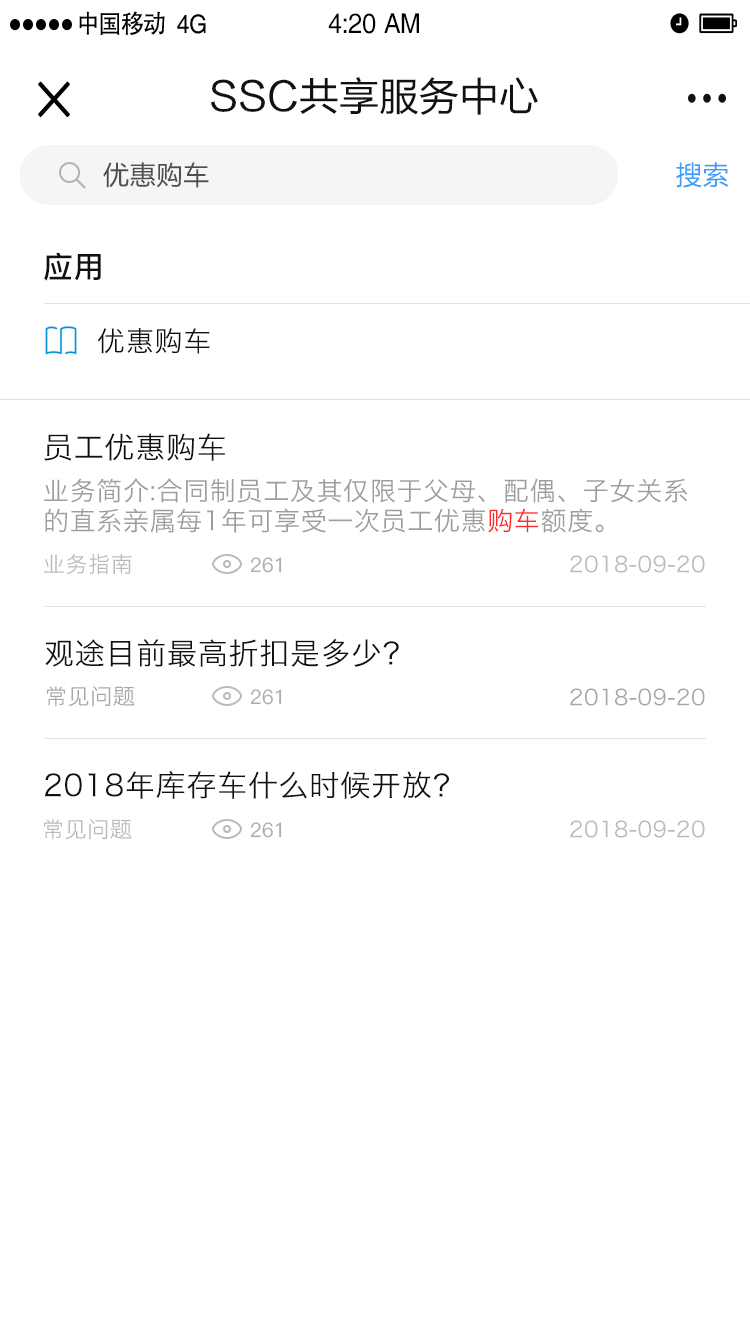 中国移动 4G 4:20 AM
SSC共享服务中心
优惠购车 搜索
应用
优惠购车
员工优惠购车
业务简介:合同制员工及其仅限于父母、配偶、子女关系
的直系亲属每1年可享受一次员工优惠购车额度。
业务指南 261 2018-09-20
观途目前最高折扣是多少?
常见问题 261 2018-09-20
2018年库存车什么时候开放?
常见问题 261 2018-09-20